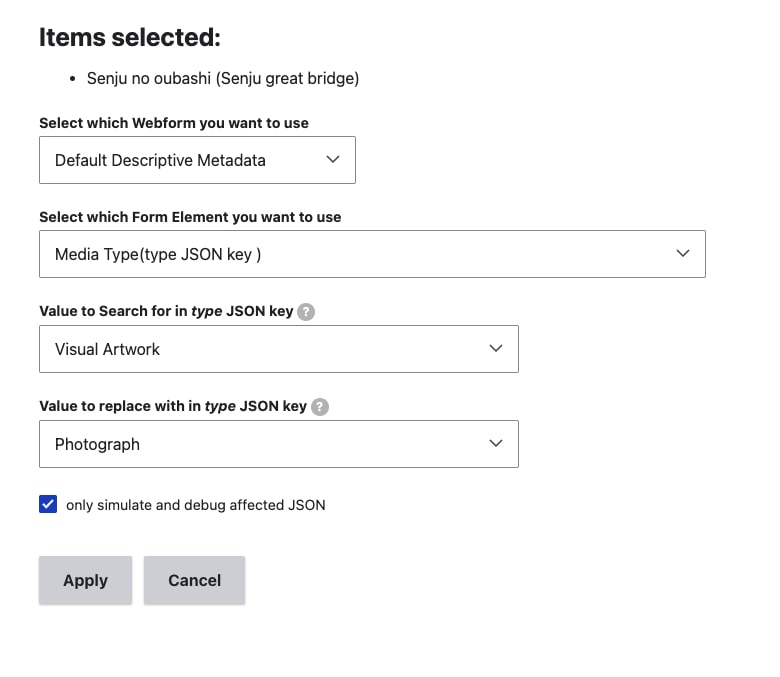 Items selected:
• Senju no oubashi (Senju great bridge)
Select which Webform you want to use
Default Descriptive Metadata
Select which Form Element you want to use
Media Type(type JSON key )
Value to Search for in type JSON key ?
Visual Artwork
Value to replace with in type JSON key ?
Photograph
only simulate and debug affected JSON
Apply Cancel